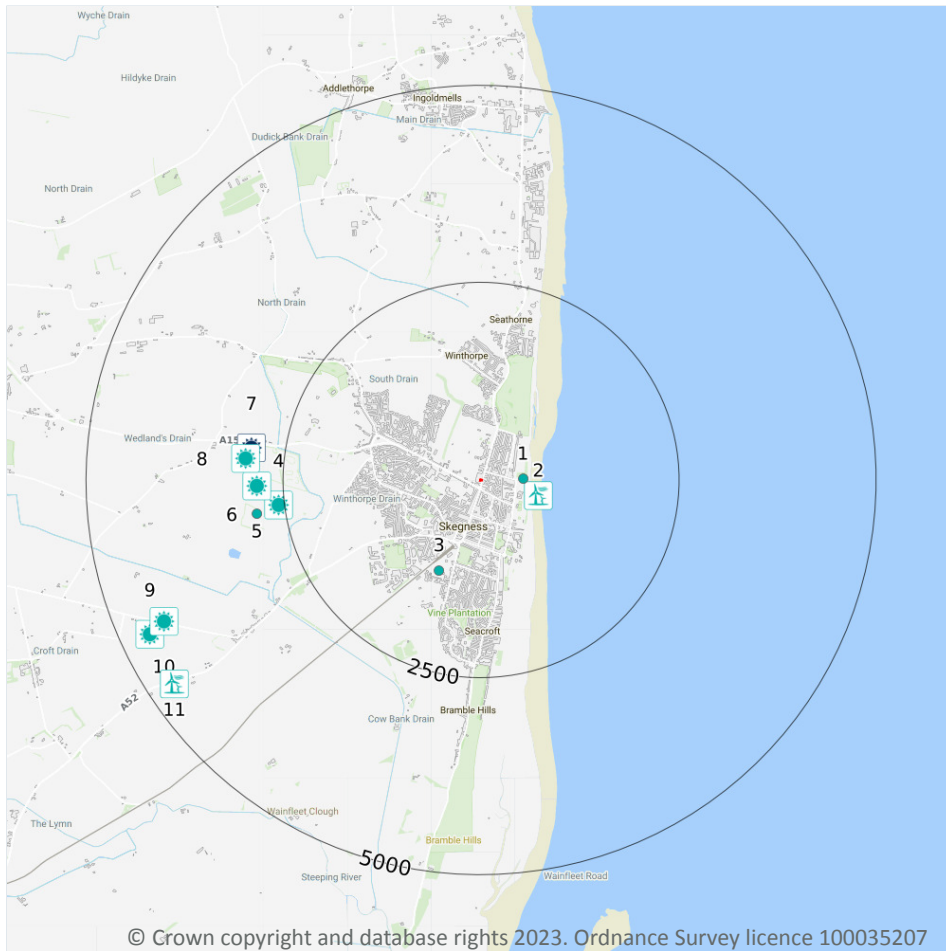 Wyche Drain
Hildyke Drain
Addlethorpe
Ingoldmells
Main Drain
Dudick Bank Drain
North Drain
North Drain
Seathorne
Winthorpe
South Drain
7
Wedland's Drain
A15
8
4
1
2
Winthorpe Drain
6
5
Skegness
3
9
Vine Plantation
Seacroft
Croft Drain
10
2500
A52
11
Bramble Hills
Cow Bank Drain
Wainfleet Clough
The Lymn
Bramble Hills
5000
Steeping River
Wainfleet Road
© Crown copyright and database rights 2023. Ordnance Survey licence 100035207